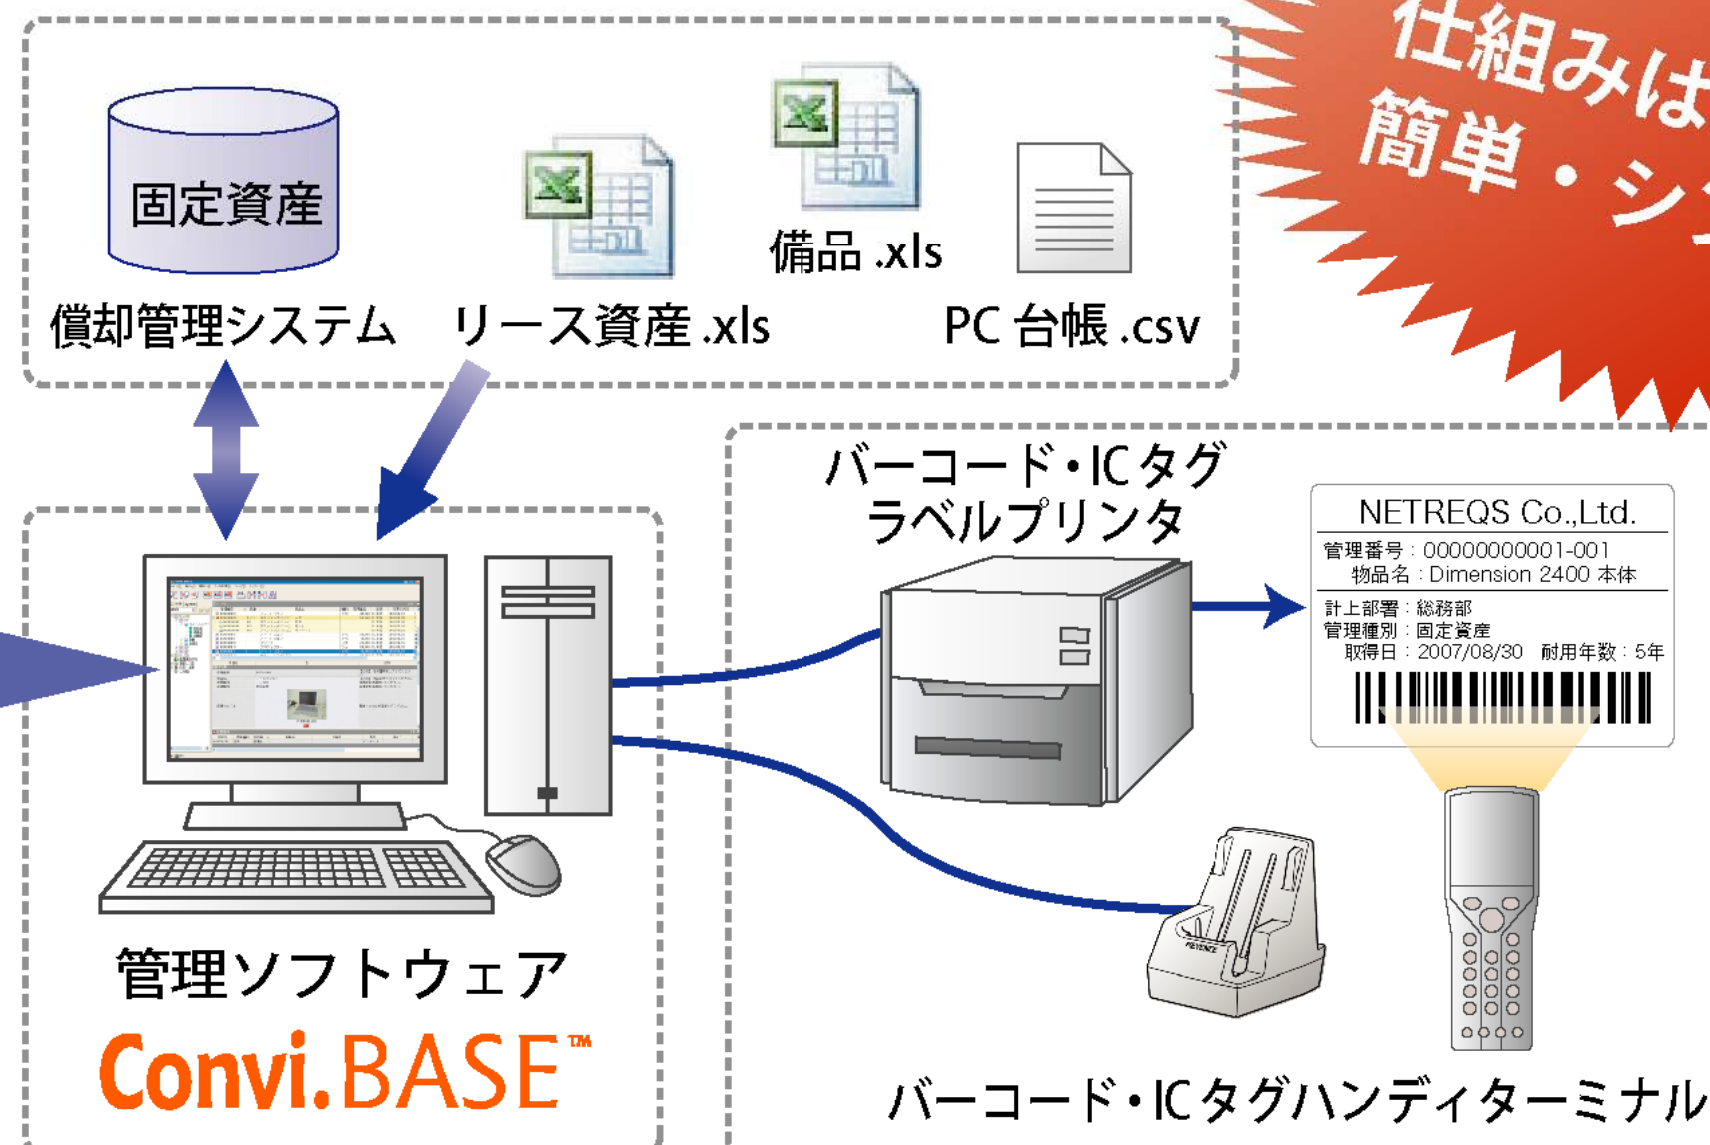 仕組みは
簡単・シ
固定資産
償却管理システム
リース資産.xls
備品.xls
PC台帳.csv
バーコード・ICタグ
ラベルプリンタ
NETREQS Co.,Ltd.
管理番号：00000000001-001
物品名：Dimension 2400 本体
計上部署：総務部
管理種別：固定資産
取得日：2007/08/30 耐用年数：5年
KEYENCE
管理ソフトウェア
Convi.BASE™
バーコード・ICタグハンディターミナル